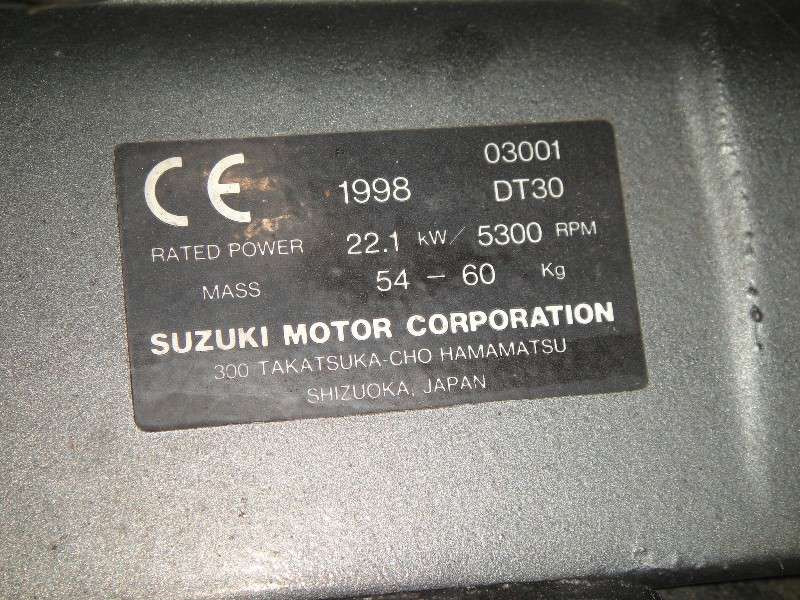 CE 1998 03001
DT30
RATED POWER 22.1 kW/ 5300 RPM
MASS 54 - 60 Kg
SUZUKI MOTOR CORPORATION
300 TAKATSUKA-CHO HAMAMATSU
SHIZUOKA, JAPAN